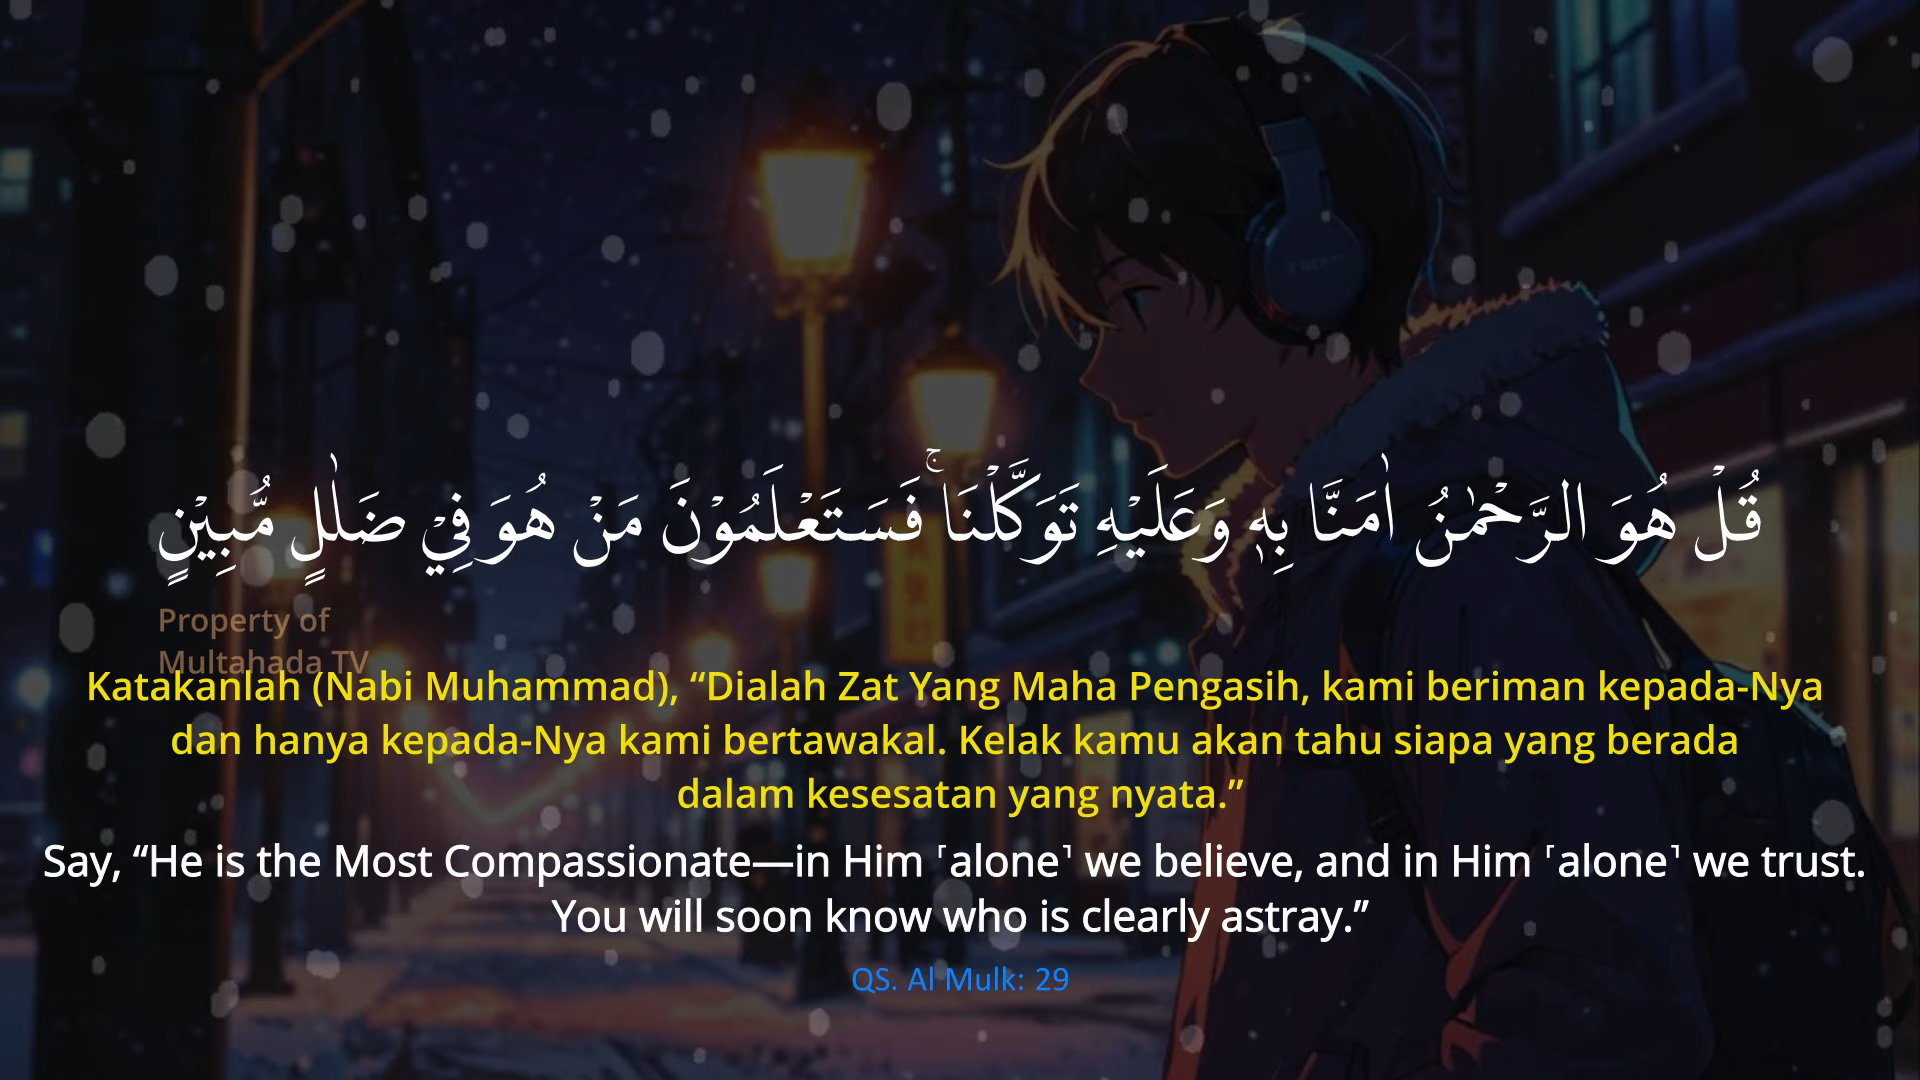 قُلْ هُوَ الرَّحْمٰنُ اٰمَنَّا بِهٖ وَعَلَيْهِ تَوَكَّلْنَاۚ فَسَتَعْلَمُوْنَ مَنْ هُوَ فِيْ ضَلٰلٍ مُّبِيْنٍ
Property of
Multahada TV
Katakanlah (Nabi Muhammad), “Dialah Zat Yang Maha Pengasih, kami beriman kepada-Nya
dan hanya kepada-Nya kami bertawakal. Kelak kamu akan tahu siapa yang berada
dalam kesesatan yang nyata.”
Say, “He is the Most Compassionate—in Him ˹alone˺ we believe, and in Him ˹alone˺ we trust.
You will soon know who is clearly astray.”
QS. Al Mulk: 29